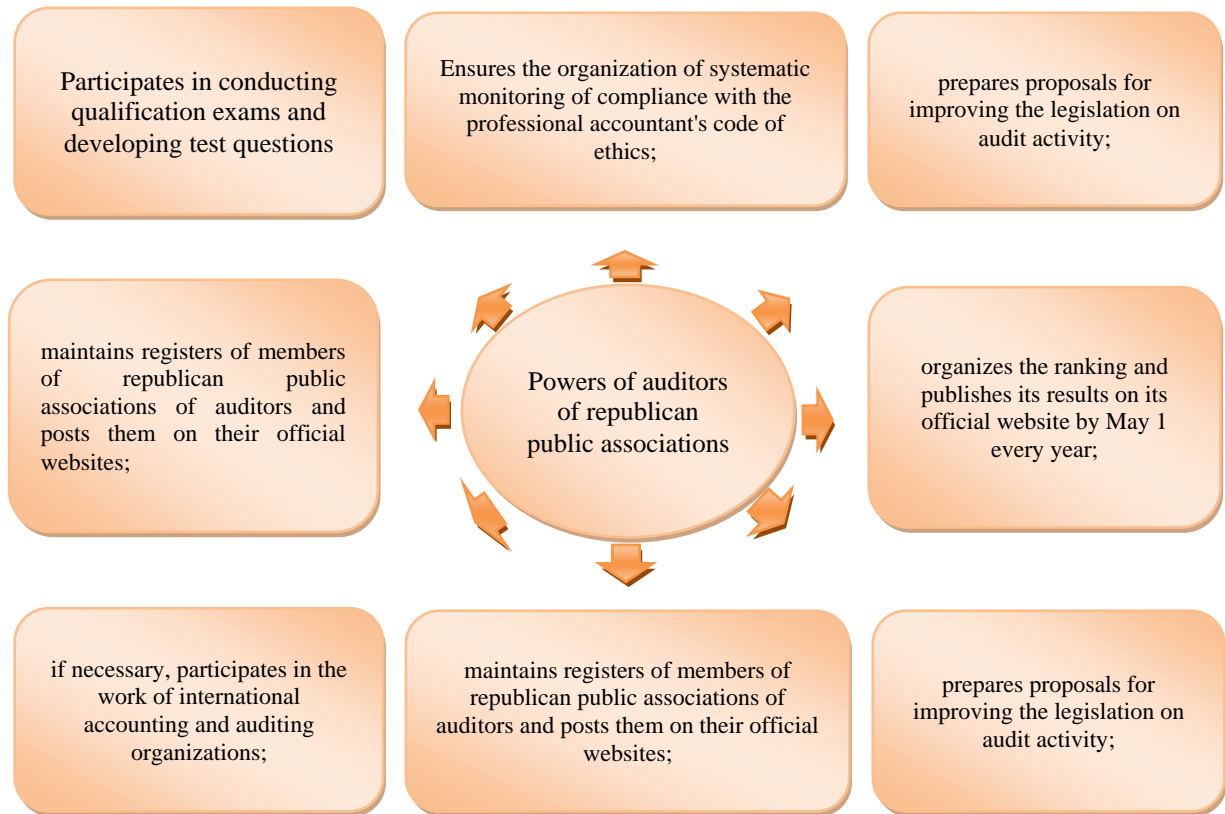 Participates in conducting
qualification exams and
developing test questions
Ensures the organization of systematic
monitoring of compliance with the
professional accountant's code of
ethics;
prepares proposals for
improving the legislation on
audit activity;
maintains registers of members
of republican public
associations of auditors and
posts them on their official
websites;
Powers of auditors
of republican
public associations
organizes the ranking and
publishes its results on its
official website by May 1
every year;
if necessary, participates in the
work of international
accounting and auditing
organizations;
maintains registers of members of
republican public associations of
auditors and posts them on their official
websites;
prepares proposals for
improving the legislation on
audit activity;